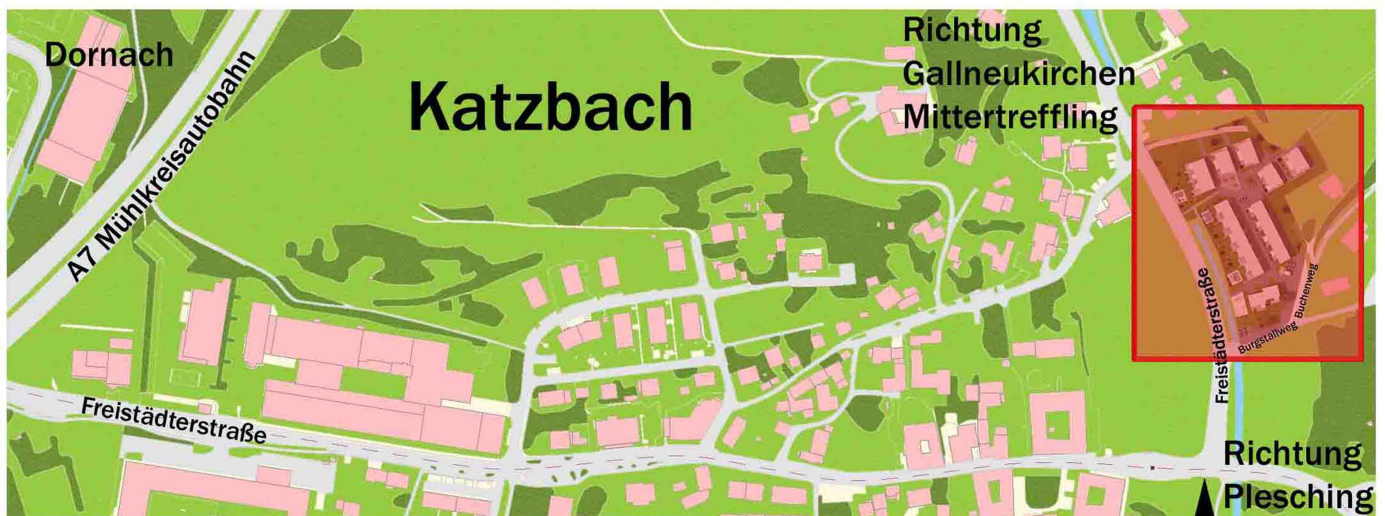 Dornach
A7 Mühlkreisautobahn
Katzbach
Richtung
Gallneukirchen
Mittertreffling
Freistädterstraße
Buchenweg
Burgstallweg
Freistädterstraße
Richtung
Plesching